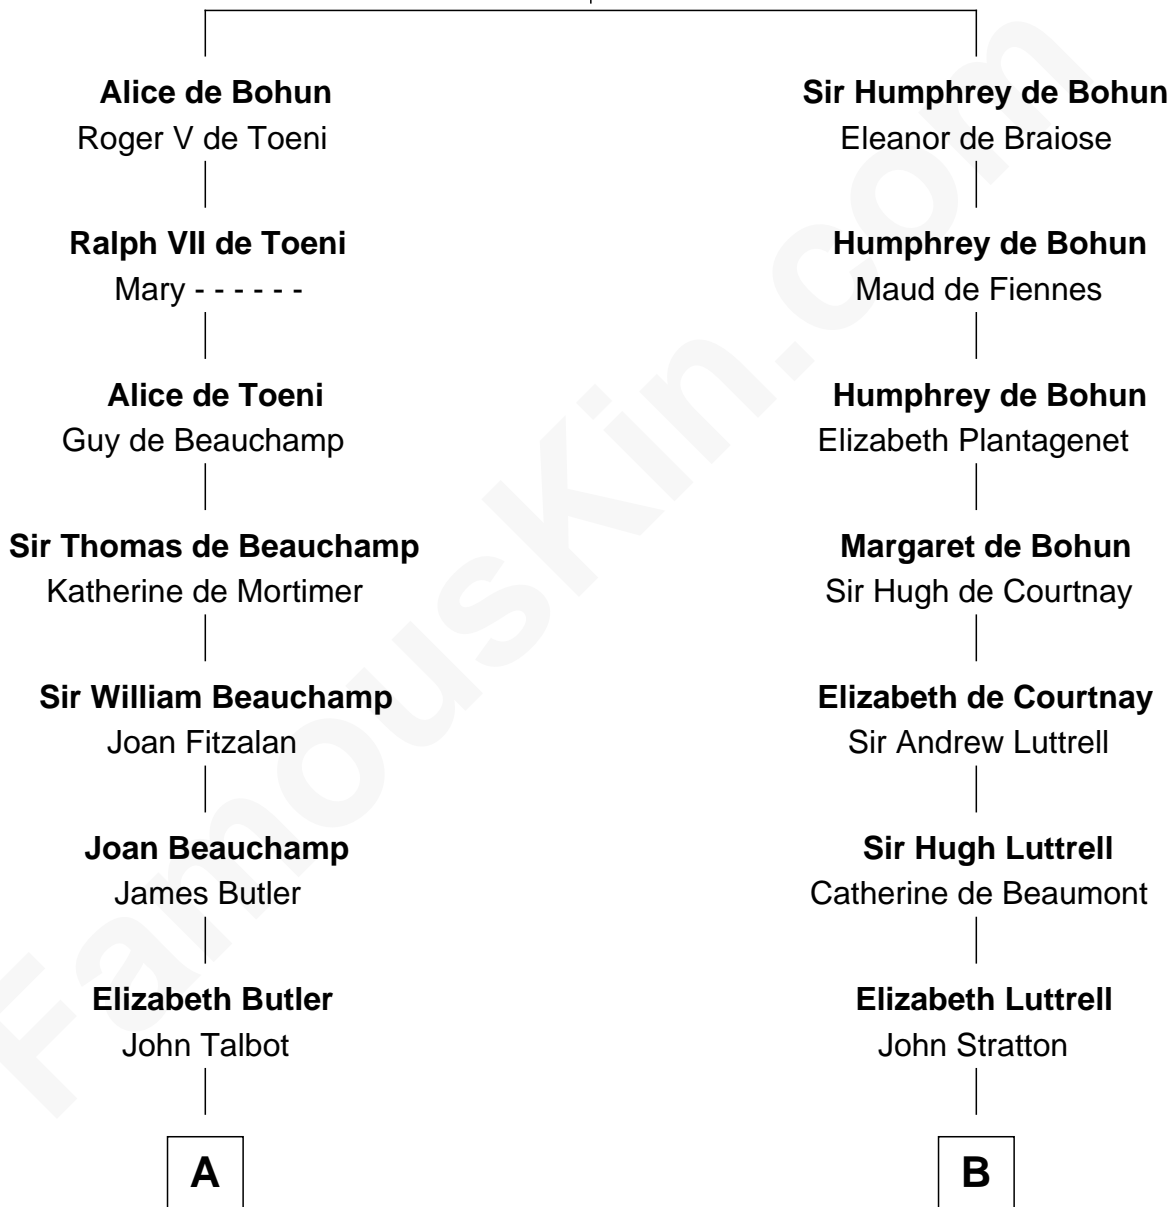 Alice de Bohun
Roger V de Toeni
Ralph VII de Toeni
Mary - - - - - -
Alice de Toeni
Guy de Beauchamp
Sir Thomas de Beauchamp
Katherine de Mortimer
Sir William Beauchamp
Joan Fitzalan
Joan Beauchamp
James Butler
Elizabeth Butler
John Talbot
A
Sir Humphrey de Bohun
Eleanor de Braiose
Humphrey de Bohun
Maud de Fiennes
Humphrey de Bohun
Elizabeth Plantagenet
Margaret de Bohun
Sir Hugh de Courtnay
Elizabeth de Courtnay
Sir Andrew Luttrell
Sir Hugh Luttrell
Catherine de Beaumont
Elizabeth Luttrell
John Stratton
B
FamousKin.com